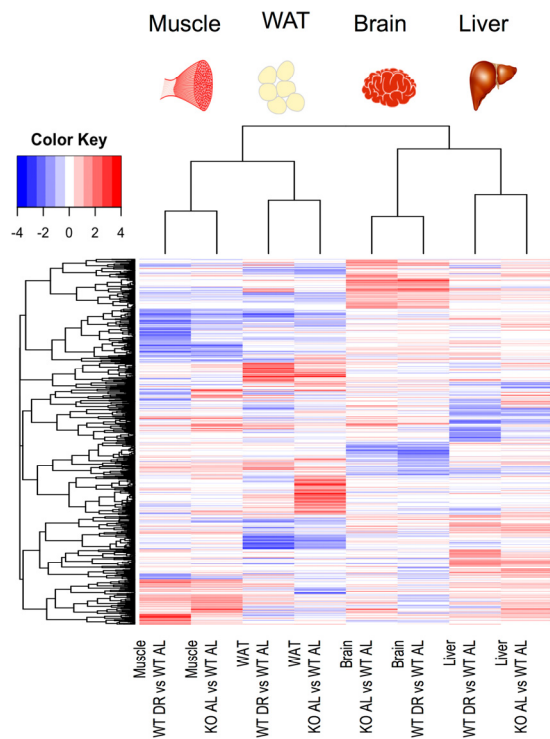 Muscle WAT Brain Liver
Color Key
-4 -2 0 2 4
Muscle
WT DR vs WT AL
Muscle
KO AL vs WT AL
WAT
WT DR vs WT AL
WAT
KO AL vs WT AL
Brain
KO AL vs WT AL
Brain
WT DR vs WT AL
Liver
WT DR vs WT AL
Liver
KO AL vs WT AL